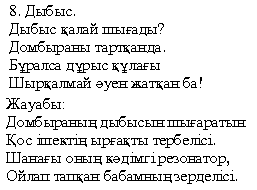 8. Дыбыс.
Дыбыс қалай шығады?
Домбыраны тартқанда.
Бұралса дұрыс құлағы
Шырқалмай әуен жатқан ба!
Жауабы:
Домбыраның дыбысын шығаратын
Қос ішектің ырғақты тербелісі.
Шанағы оның кәдімгі резонатор,
Ойлап тапқан бабамның зерделісі.